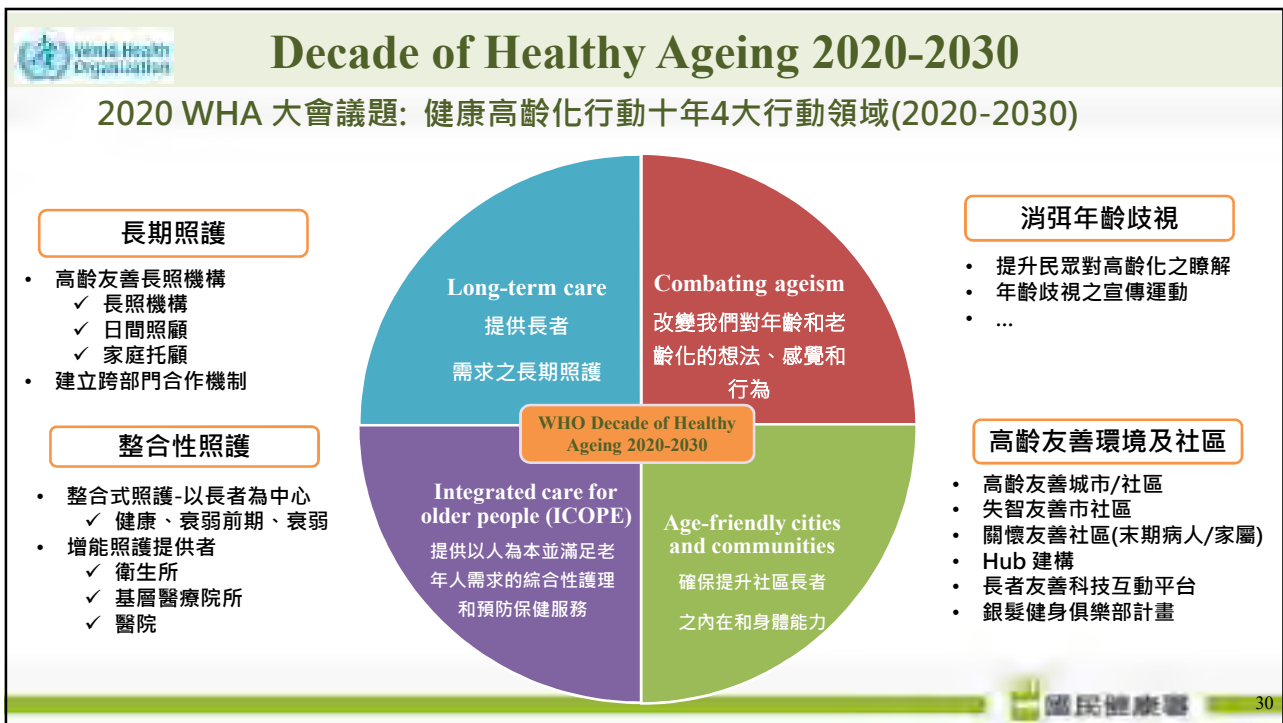 World Health
Organization
Decade of Healthy Ageing 2020-2030
2020 WHA 大會議題: 健康高齡化行動十年4大行動領域(2020-2030)
長期照護
• 高齡友善長照機構
✓ 長照機構
✓ 日間照顧
✓ 家庭托顧
• 建立跨部門合作機制
整合性照護
• 整合式照護-以長者為中心
✓ 健康、衰弱前期、衰弱
• 增能照護提供者
✓ 衛生所
✓ 基層醫療院所
✓ 醫院
Long-term care
提供長者
需求之長期照護
Combating ageism
改變我們對年齡和老
齡化的想法、感覺和
行為
WHO Decade of Healthy
Ageing 2020-2030
Integrated care for
older people (ICOPE)
提供以人為本並滿足老
年人需求的綜合性護理
和預防保健服務
Age-friendly cities
and communities
確保提升社區長者
之內在和身體能力
消弭年齡歧視
• 提升民眾對高齡化之瞭解
• 年齡歧視之宣傳運動
• ...
高齡友善環境及社區
• 高齡友善城市/社區
• 失智友善市社區
• 關懷友善社區(末期病人/家屬)
• Hub 建構
• 長者友善科技互動平台
• 銀髮健身俱樂部計畫
國民健康署
30